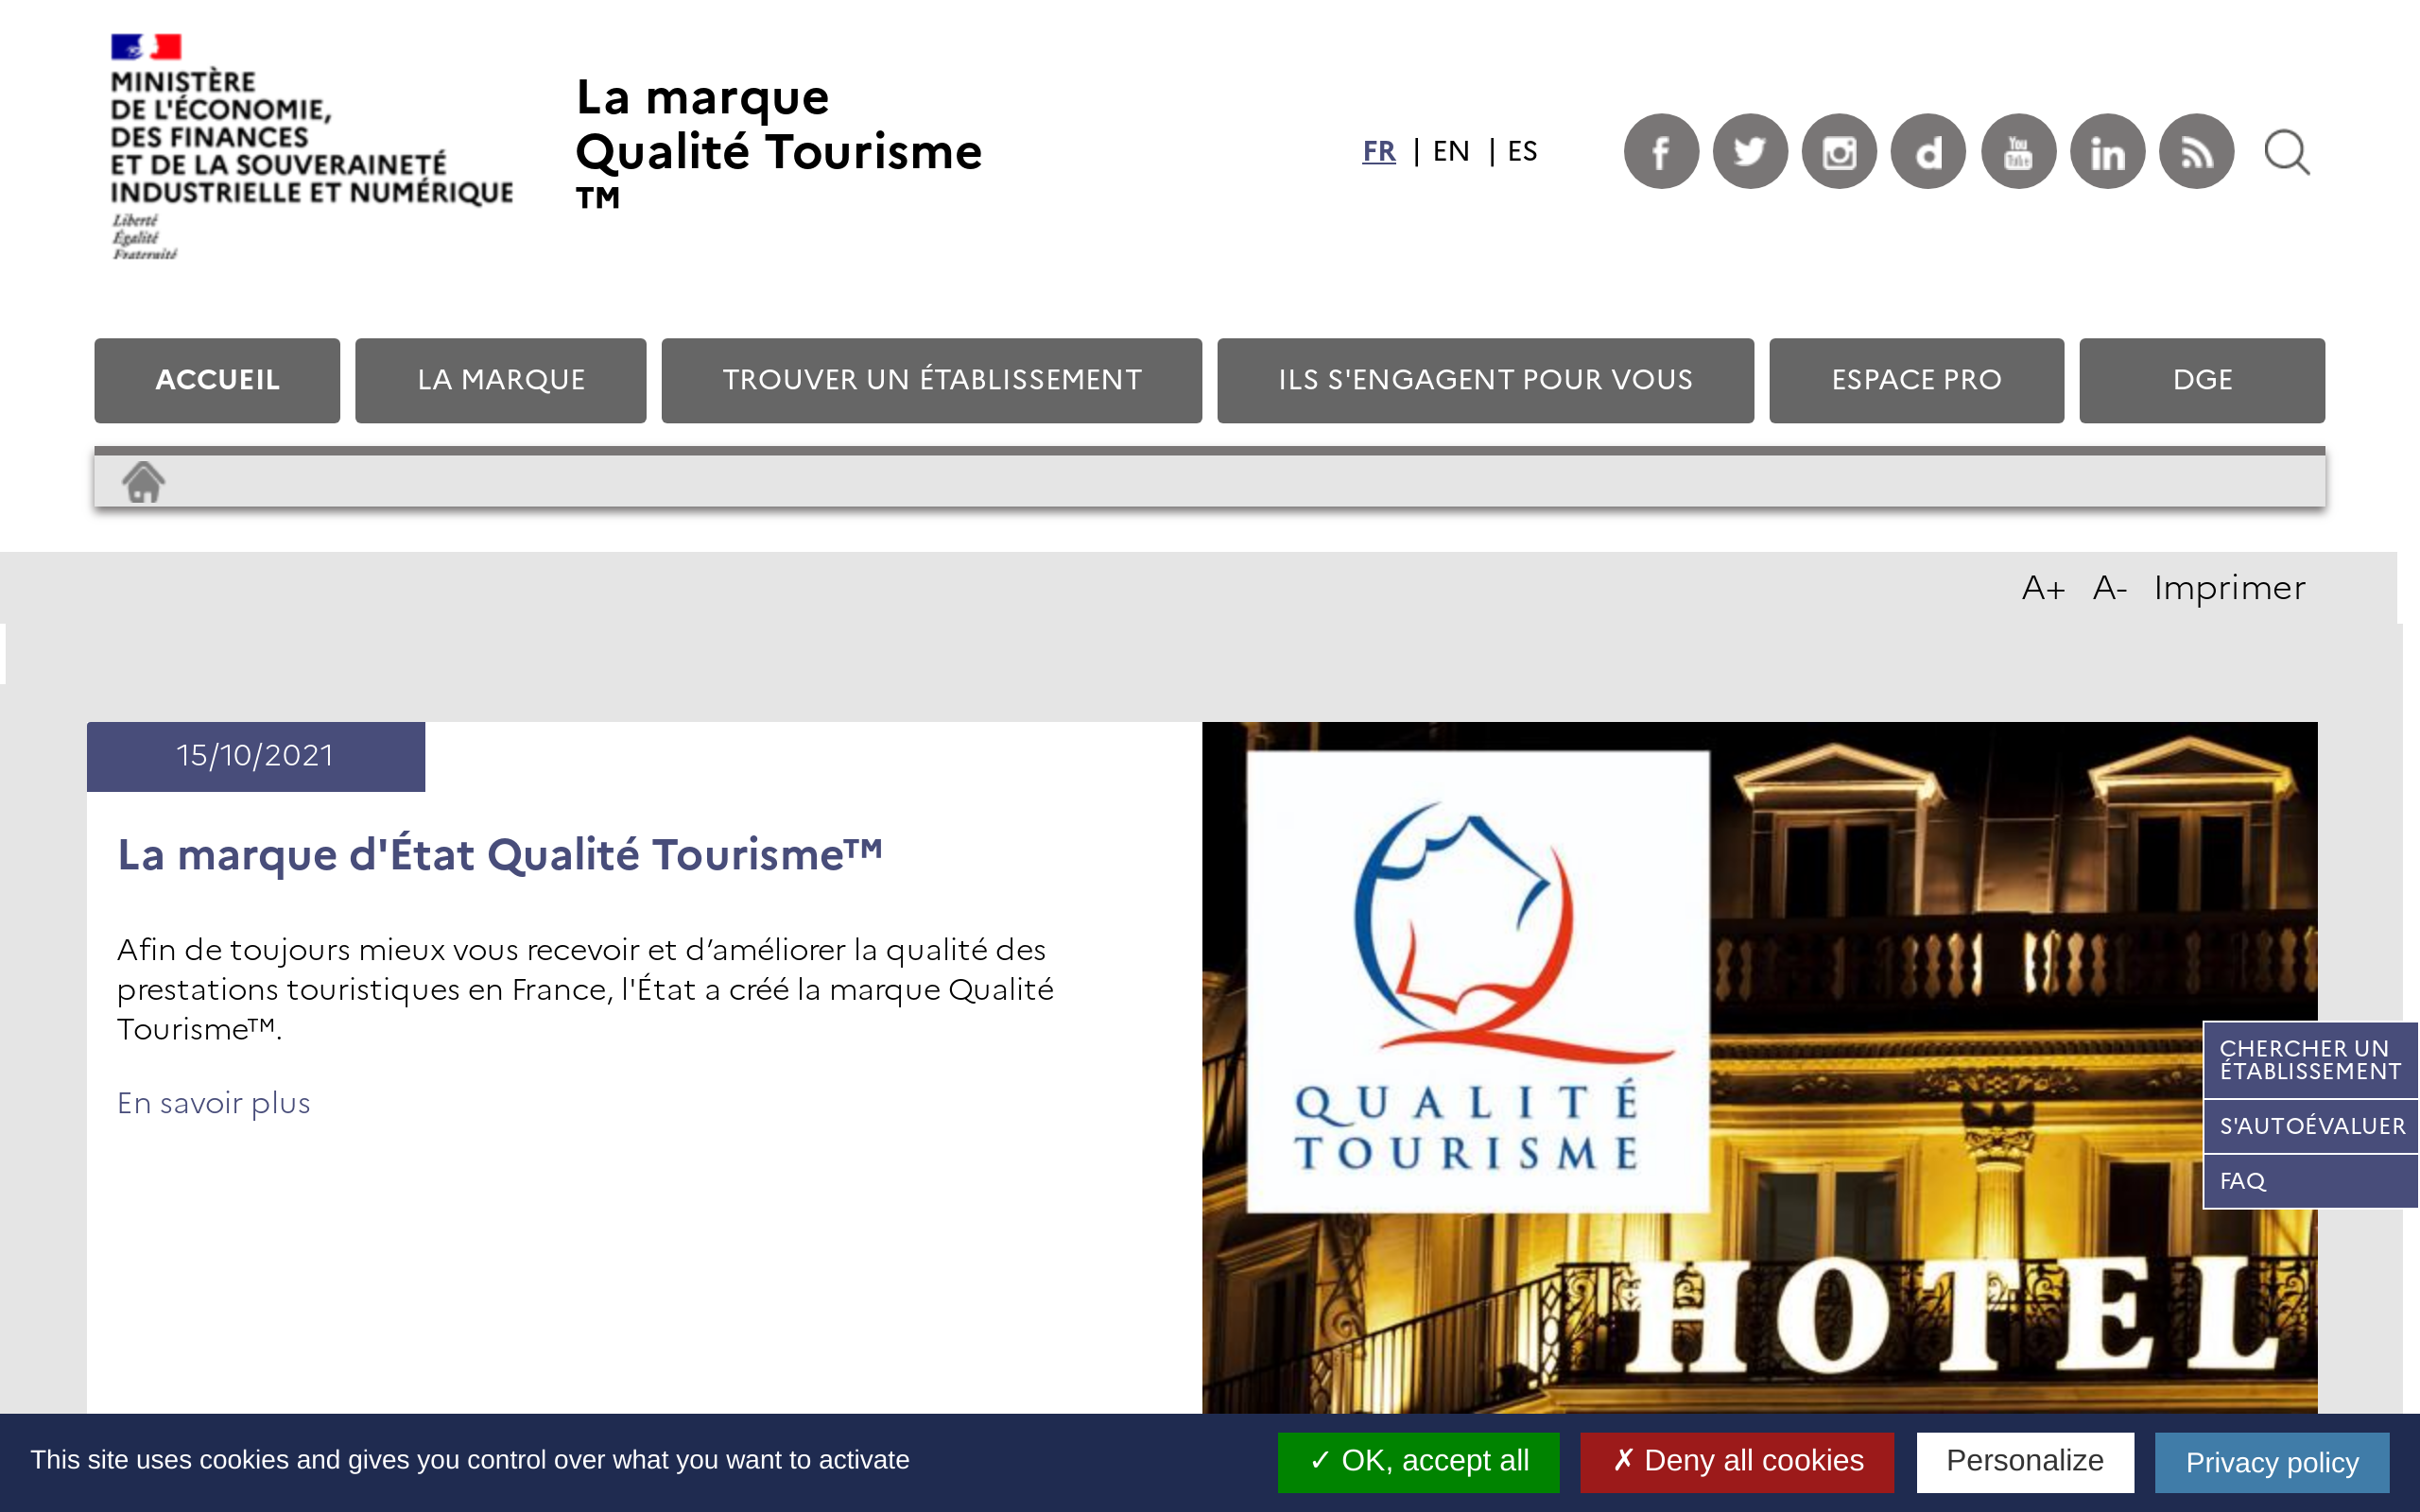 MINISTÈRE
DE L'ÉCONOMIE,
DES FINANCES
ET DE LA SOUVERAINETÉ
INDUSTRIELLE ET NUMÉRIQUE
Liberté
Égalité
Fraternité
La marque
Qualité Tourisme
™
FR | EN | ES
You Tube
ACCUEIL
LA MARQUE
TROUVER UN ÉTABLISSEMENT
ILS S'ENGAGENT POUR VOUS
ESPACE PRO
DGE
A+ A- Imprimer
15/10/2021
La marque d'État Qualité Tourisme™
Afin de toujours mieux vous recevoir et d’améliorer la qualité des
prestations touristiques en France, l'État a créé la marque Qualité
Tourisme™.
En savoir plus
QUALITÉ
TOURISME
HOTEL
CHERCHER UN
ÉTABLISSEMENT
S'AUTOÉVALUER
FAQ
This site uses cookies and gives you control over what you want to activate
✓ OK, accept all
✗ Deny all cookies
Personalize
Privacy policy